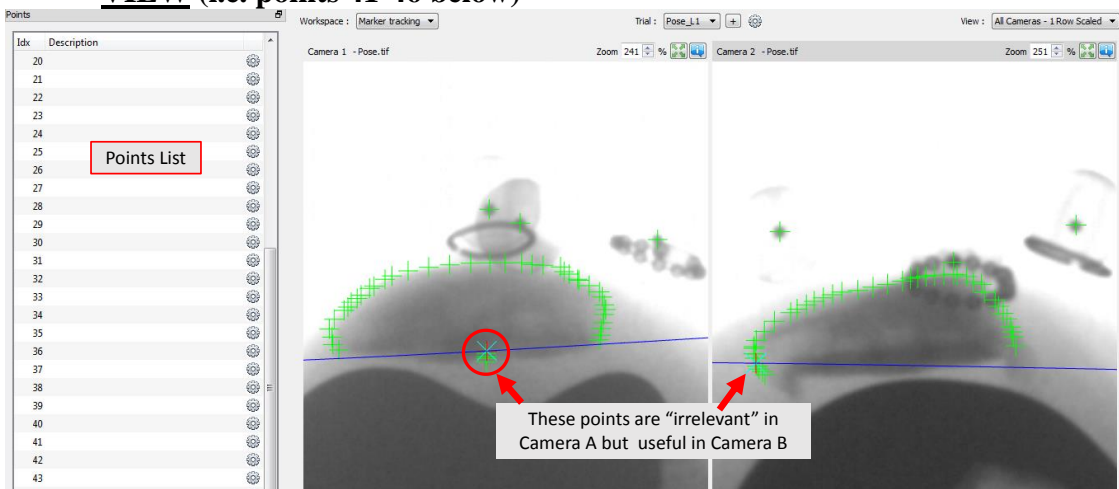 VIEW (i.e. points 41-46 below)
Points
Workspace : Marker tracking
Trial : Pose_L1
View : All Cameras - 1 Row Scaled
Idx Description
Camera 1 - Pose.tif
Zoom 241 %
Camera 2 - Pose.tif
Zoom 251 %
20
21
22
23
24
25
26
27
28
29
30
31
32
33
34
35
36
37
38
39
40
41
42
43
Points List
These points are “irrelevant” in
Camera A but useful in Camera B